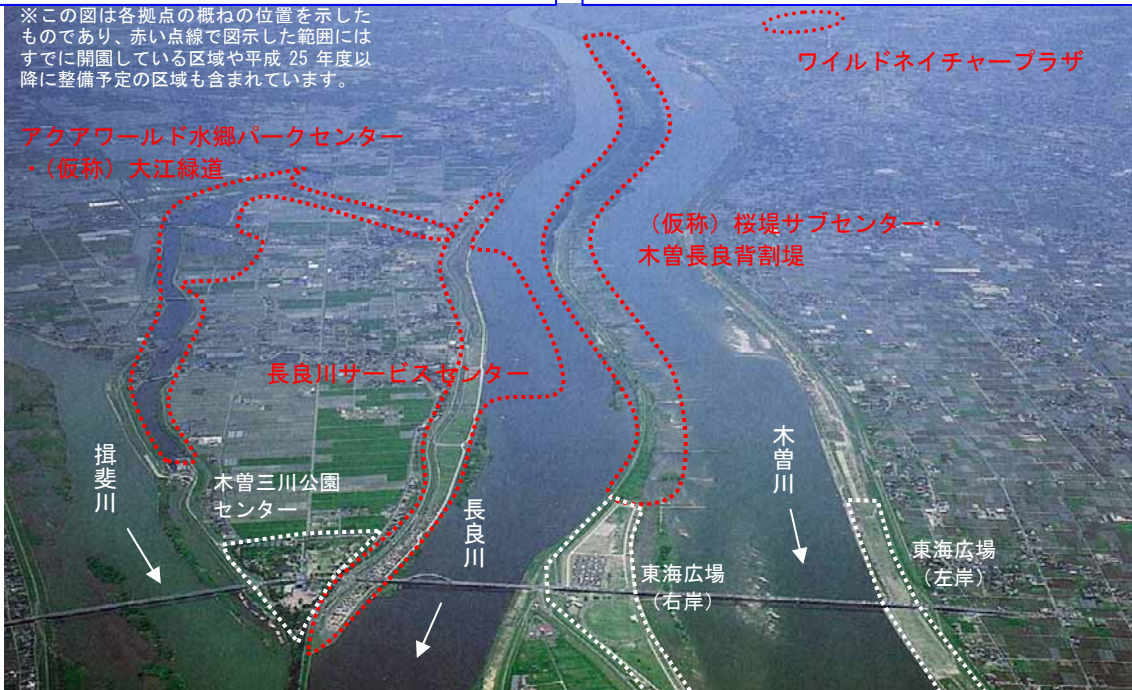 ※この図は各拠点の概ねの位置を示した
ものであり、赤い点線で図示した範囲には
すでに開園している区域や平成 25 年度以
降に整備予定の区域も含まれています。
ワイルドネイチャープラザ
アクアワールド水郷パークセンター
・(仮称)大江緑道
(仮称)桜堤サブセンター・
木曽長良背割堤
長良川サービスセンター
揖斐川
木曽三川公園
センター
長良川
木曽川
東海広場
(右岸)
東海広場
(左岸)